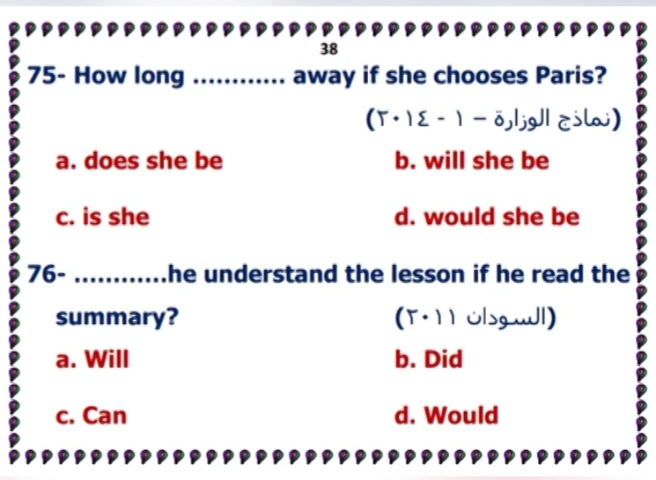 38
75- How long ............ away if she chooses Paris?
(نماذج الوزارة – ١ - ٢٠١٤)
a. does she be b. will she be
c. is she d. would she be
76- ............he understand the lesson if he read the
summary? (السودان ٢٠١١)
a. Will b. Did
c. Can d. Would